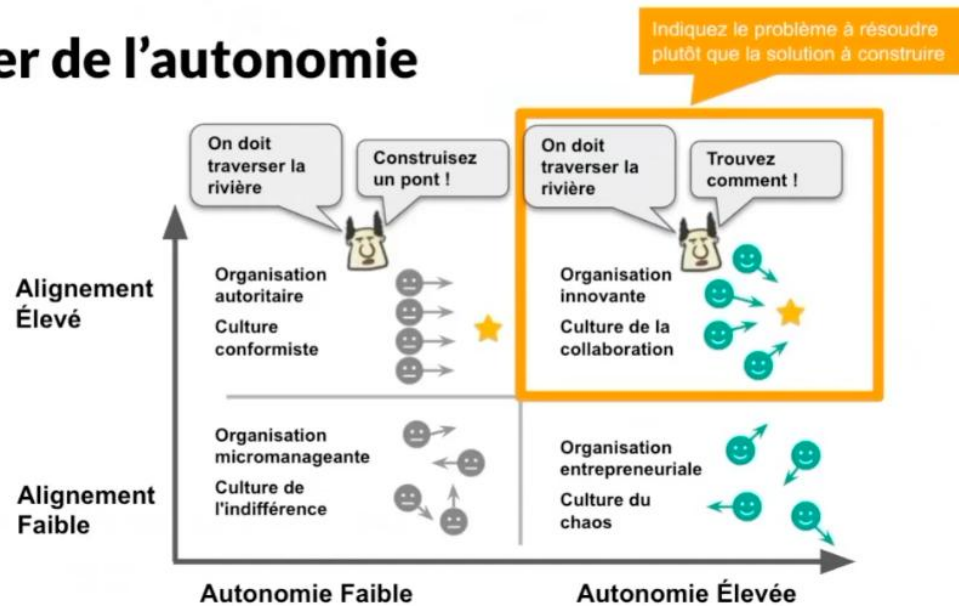 er de l'autonomie
Indiquez le problème à résoudre
plutôt que la solution à construire
On doit
traverser la
rivière
Construisez
un pont !
On doit
traverser la
rivière
Trouvez
comment !
Alignement
Élevé
Organisation
autoritaire
Culture
conformiste
Organisation
innovante
Culture de la
collaboration
Alignement
Faible
Organisation
micromanageante
Culture de
l'indifférence
Organisation
entrepreneuriale
Culture du
chaos
Autonomie Faible
Autonomie Élevée